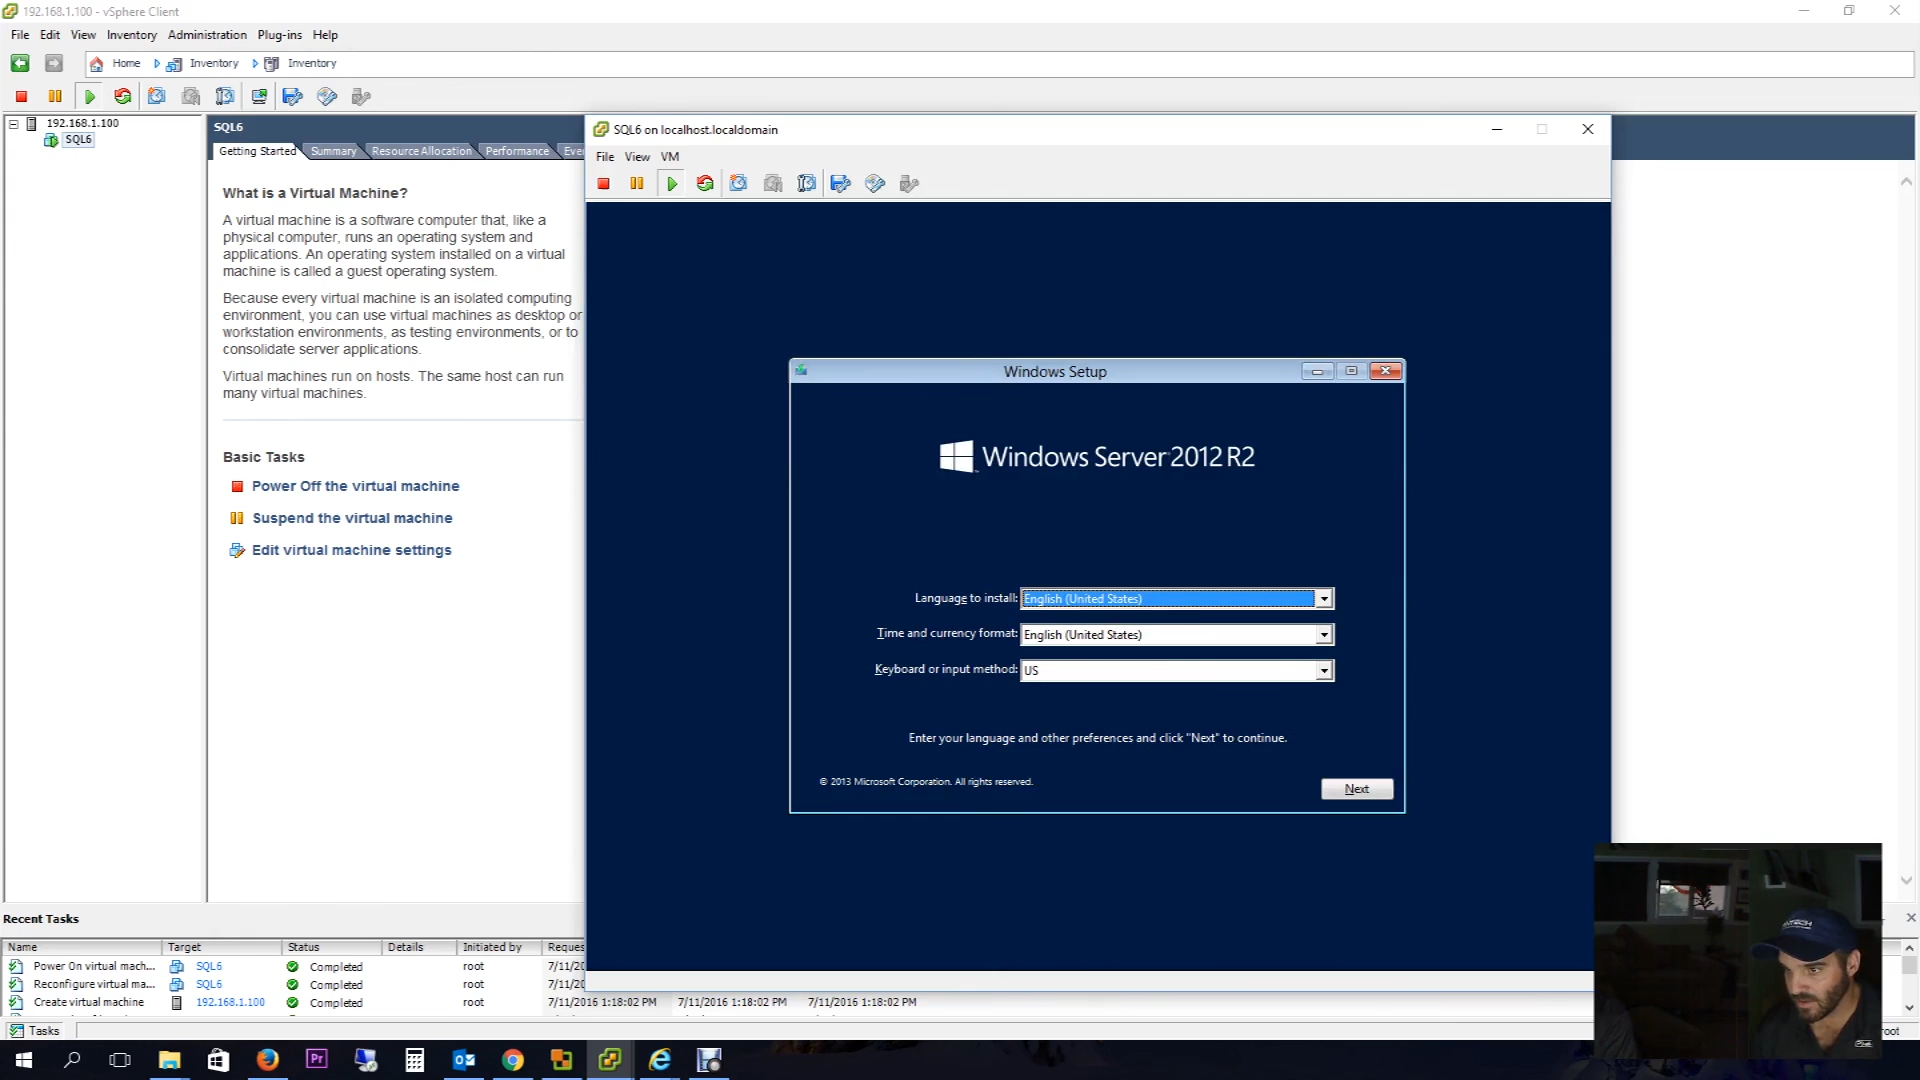 192.168.1.100 - vSphere Client
File Edit View Inventory Administration Plug-ins Help
Home Inventory Inventory
192.168.1.100
SQL6
SQL6
Getting Started Summary Resource Allocation Performance Eve
What is a Virtual Machine?
A virtual machine is a software computer that, like a
physical computer, runs an operating system and
applications. An operating system installed on a virtual
machine is called a guest operating system.
Because every virtual machine is an isolated computing
environment, you can use virtual machines as desktop or
workstation environments, as testing environments, or to
consolidate server applications.
Virtual machines run on hosts. The same host can run
many virtual machines.
Basic Tasks
Power Off the virtual machine
Suspend the virtual machine
Edit virtual machine settings
SQL6 on localhost.localdomain
File View VM
Windows Setup
Windows Server 2012 R2
Language to install: English (United States)
Time and currency format: English (United States)
Keyboard or input method: US
Enter your language and other preferences and click "Next" to continue.
© 2013 Microsoft Corporation. All rights reserved.
Next
Recent Tasks
Name Target Status Details Initiated by Reques
Power On virtual mach... SQL6 Completed root 7/11/20
Reconfigure virtual ma... SQL6 Completed root 7/11/20
Create virtual machine 192.168.1.100 Completed root 7/11/2016 1:18:02 PM 7/11/2016 1:18:02 PM 7/11/2016 1:18:02 PM
Tasks
root
Pr